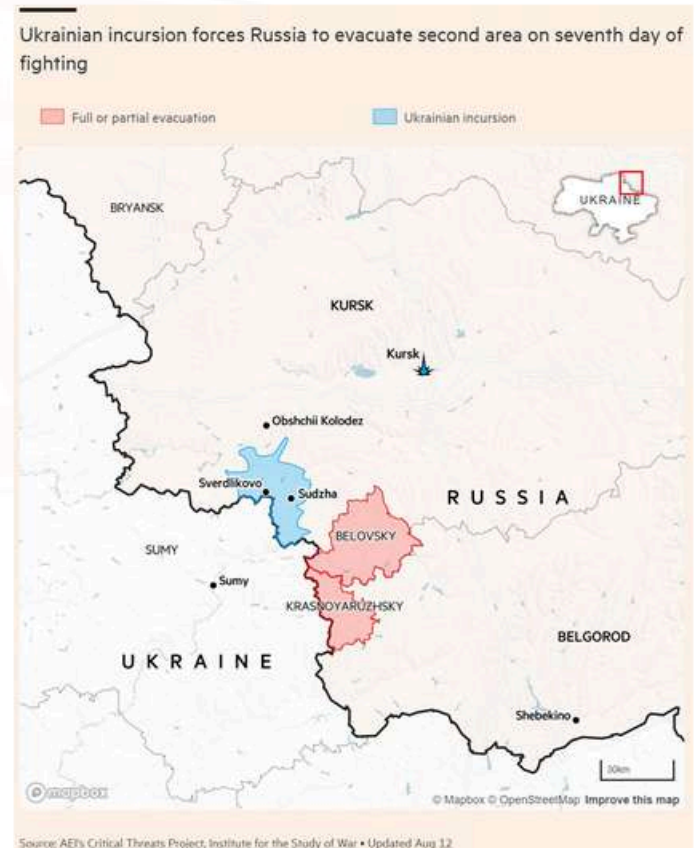 Ukrainian incursion forces Russia to evacuate second area on seventh day of
fighting
Full or partial evacuation
Ukrainian incursion
BRYANSK
UKRAINE
KURSK
Kursk
Obshchii Kolodez
Sverdlikovo
Sudzha
RUSSIA
BELOVSKY
SUMY
Sumy
KRASNOYARUZHSKY
BELGOROD
UKRAINE
Shebekino
30km
mapbox
© Mapbox © OpenStreetMap Improve this map
Source: AEI's Critical Threats Project, Institute for the Study of War • Updated Aug 12